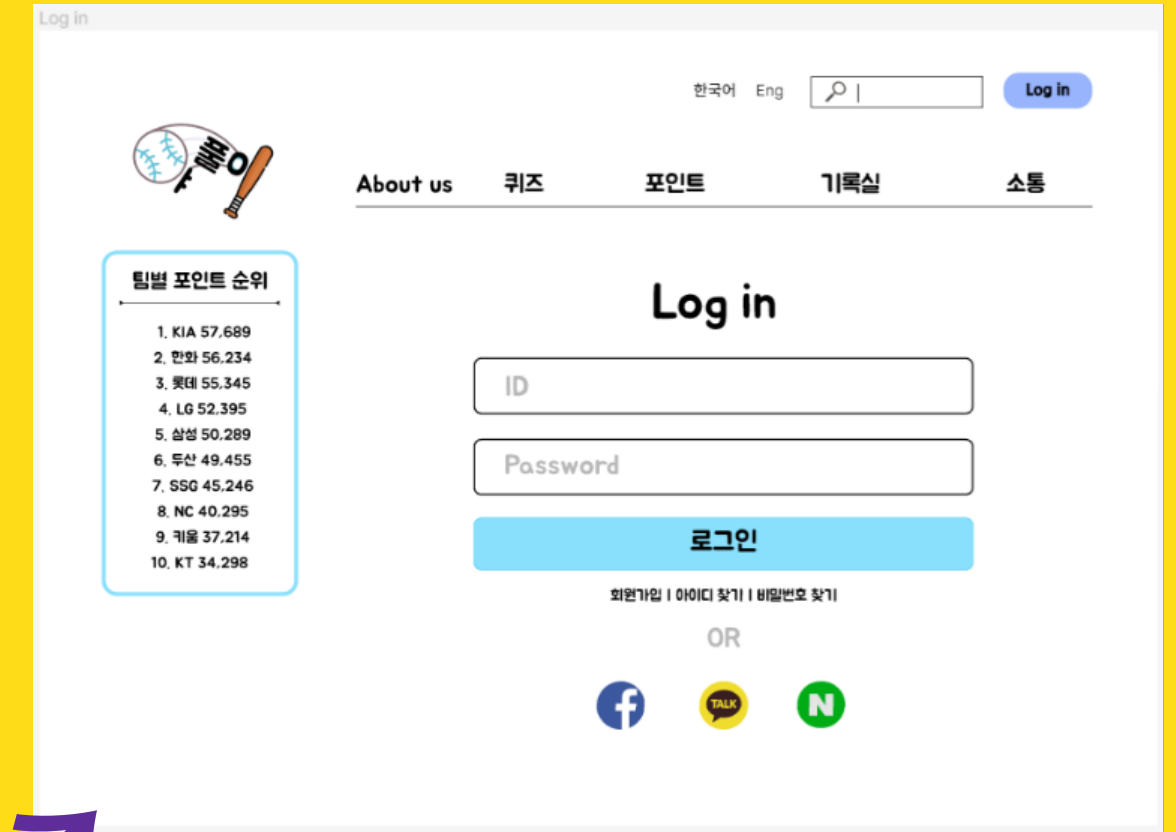 Log in
한국어 Eng
Log in
야풀이
About us 퀴즈 포인트 기록실 소통
팀별 포인트 순위
1. KIA 57,689
2. 한화 56,234
3. 롯데 55,345
4. LG 52,395
5. 삼성 50,289
6. 두산 49,455
7. SSG 45,246
8. NC 40,295
9. 키움 37,214
10. KT 34,298
Log in
ID
Password
로그인
회원가입 | 아이디 찾기 | 비밀번호 찾기
OR
f TALK N